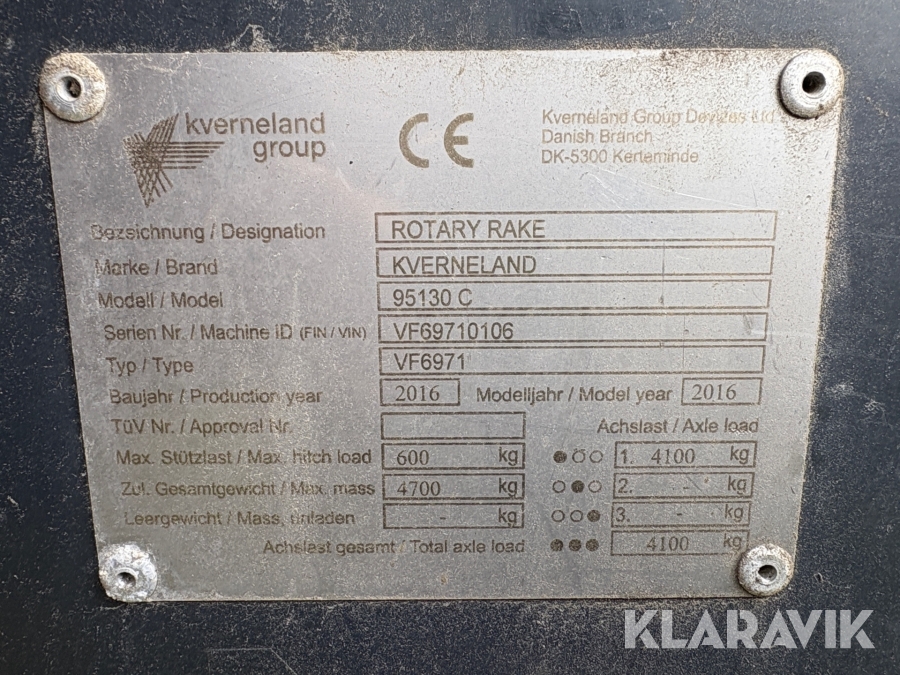 kverneland
group
CE
Kverneland Group Devizes Ltd
Danish Branch
DK-5300 Kerteminde
Bezeichnung / Designation ROTARY RAKE
Marke / Brand KVERNELAND
Modell / Model 95130 C
Serien Nr. / Machine ID (FIN / VIN) VF69710106
Typ / Type VF6971
Baujahr / Production year 2016 Modelljahr / Model year 2016
TüV Nr. / Approval Nr. Achslast / Axle load
Max. Stützlast / Max. hitch load 600 kg 1. 4100 kg
Zul. Gesamtgewicht / Max. mass 4700 kg 2. - kg
Leergewicht / Mass, unladen - kg 3. - kg
Achslast gesamt / Total axle load 4100 kg
KLARAVIK